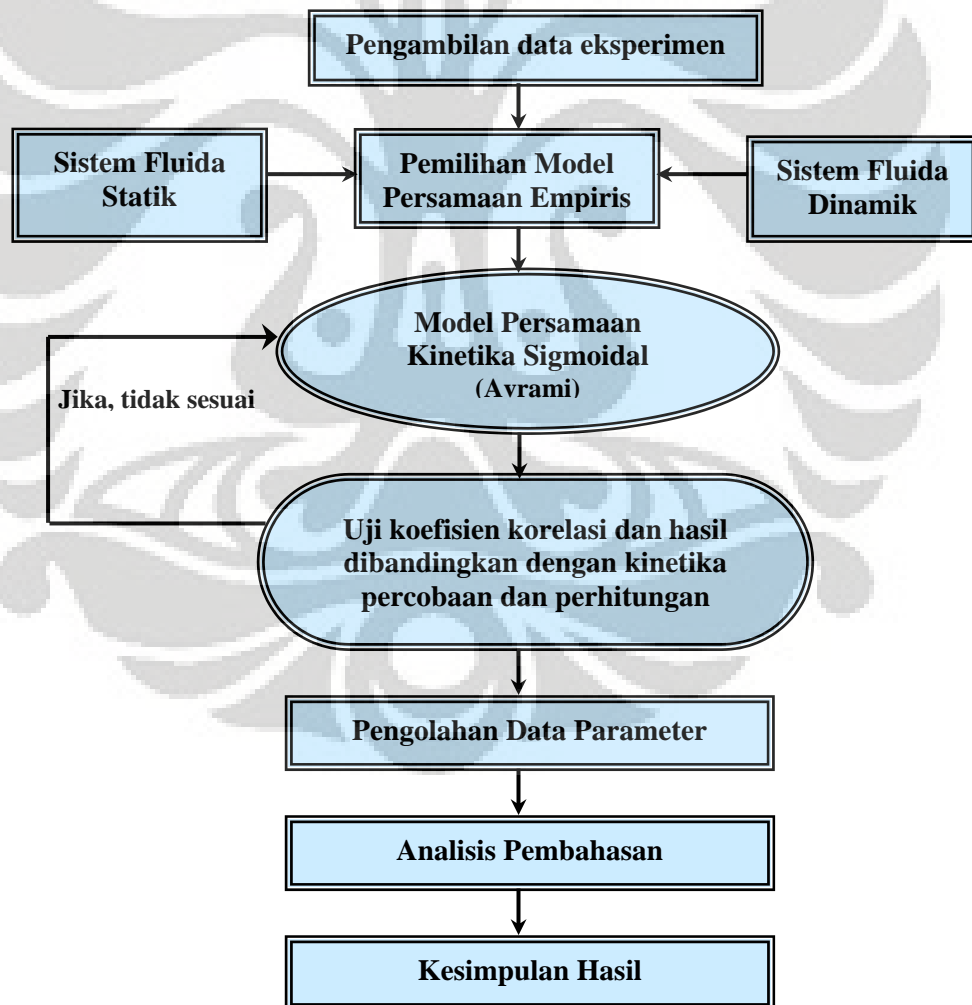 Pengambilan data eksperimen
Sistem Fluida
Statik
Pemilihan Model
Persamaan Empiris
Sistem Fluida
Dinamik
Model Persamaan
Kinetika Sigmoidal
(Avrami)
Jika, tidak sesuai
Uji koefisien korelasi dan hasil
dibandingkan dengan kinetika
percobaan dan perhitungan
Pengolahan Data Parameter
Analisis Pembahasan
Kesimpulan Hasil